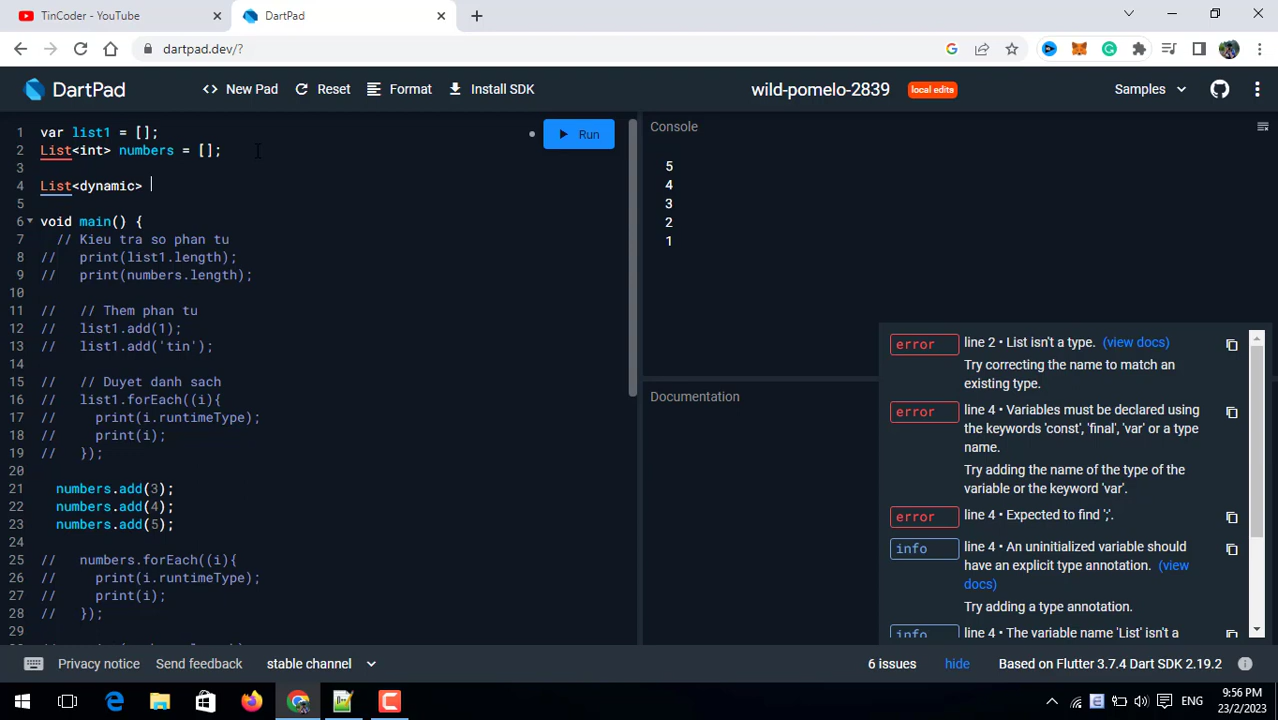 TinCoder - YouTube
DartPad
dartpad.dev/?
DartPad
New Pad
Reset
Format
Install SDK
wild-pomelo-2839
local edits
Samples
1 var list1 = [];
2 List<int> numbers = [];
3
4 List<dynamic>
5
6 void main() {
7 // Kieu tra so phan tu
8 // print(list1.length);
9 // print(numbers.length);
10
11 // // Them phan tu
12 // list1.add(1);
13 // list1.add('tin');
14
15 // // Duyet danh sach
16 // list1.forEach((i){
17 // print(i.runtimeType);
18 // print(i);
19 // });
20
21 numbers.add(3);
22 numbers.add(4);
23 numbers.add(5);
24
25 // numbers.forEach((i){
26 // print(i.runtimeType);
27 // print(i);
28 // });
29
Run
Console
5
4
3
2
1
Documentation
error
line 2 • List isn't a type. (view docs)
Try correcting the name to match an
existing type.
error
line 4 • Variables must be declared using
the keywords 'const', 'final', 'var' or a type
name.
Try adding the name of the type of the
variable or the keyword 'var'.
error
line 4 • Expected to find ';'.
info
line 4 • An uninitialized variable should
have an explicit type annotation. (view
docs)
Try adding a type annotation.
info
line 4 • The variable name 'List' isn't a
Privacy notice
Send feedback
stable channel
6 issues
hide
Based on Flutter 3.7.4 Dart SDK 2.19.2
ENG
9:56 PM
23/2/2023